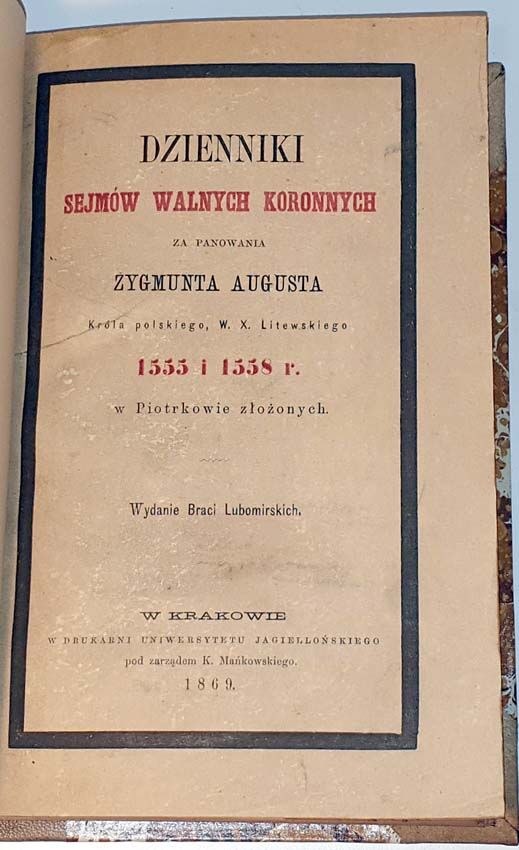 DZIENNIKI
SEJMÓW WALNYCH KORONNYCH
ZA PANOWANIA
ZYGMUNTA AUGUSTA
Króla polskiego, W. X. Litewskiego
1555 i 1558 r.
w Piotrkowie złożonych.
Wydanie Braci Lubomirskich.
W KRAKOWIE
W DRUKARNI UNIWERSYTETU JAGIELLOŃSKIEGO
pod zarządem K. Mańkowskiego.
1869.